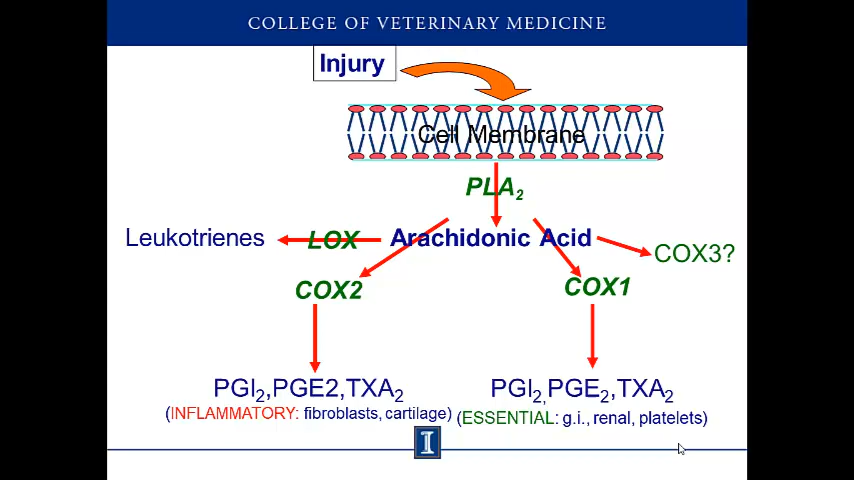 COLLEGE OF VETERINARY MEDICINE
Injury
Cell Membrane
PLA₂
Leukotrienes
LOX
Arachidonic Acid
COX3?
COX2
COX1
PGI₂,PGE2,TXA₂
(INFLAMMATORY: fibroblasts, cartilage)
PGI₂,PGE₂,TXA₂
(ESSENTIAL: g.i., renal, platelets)
I